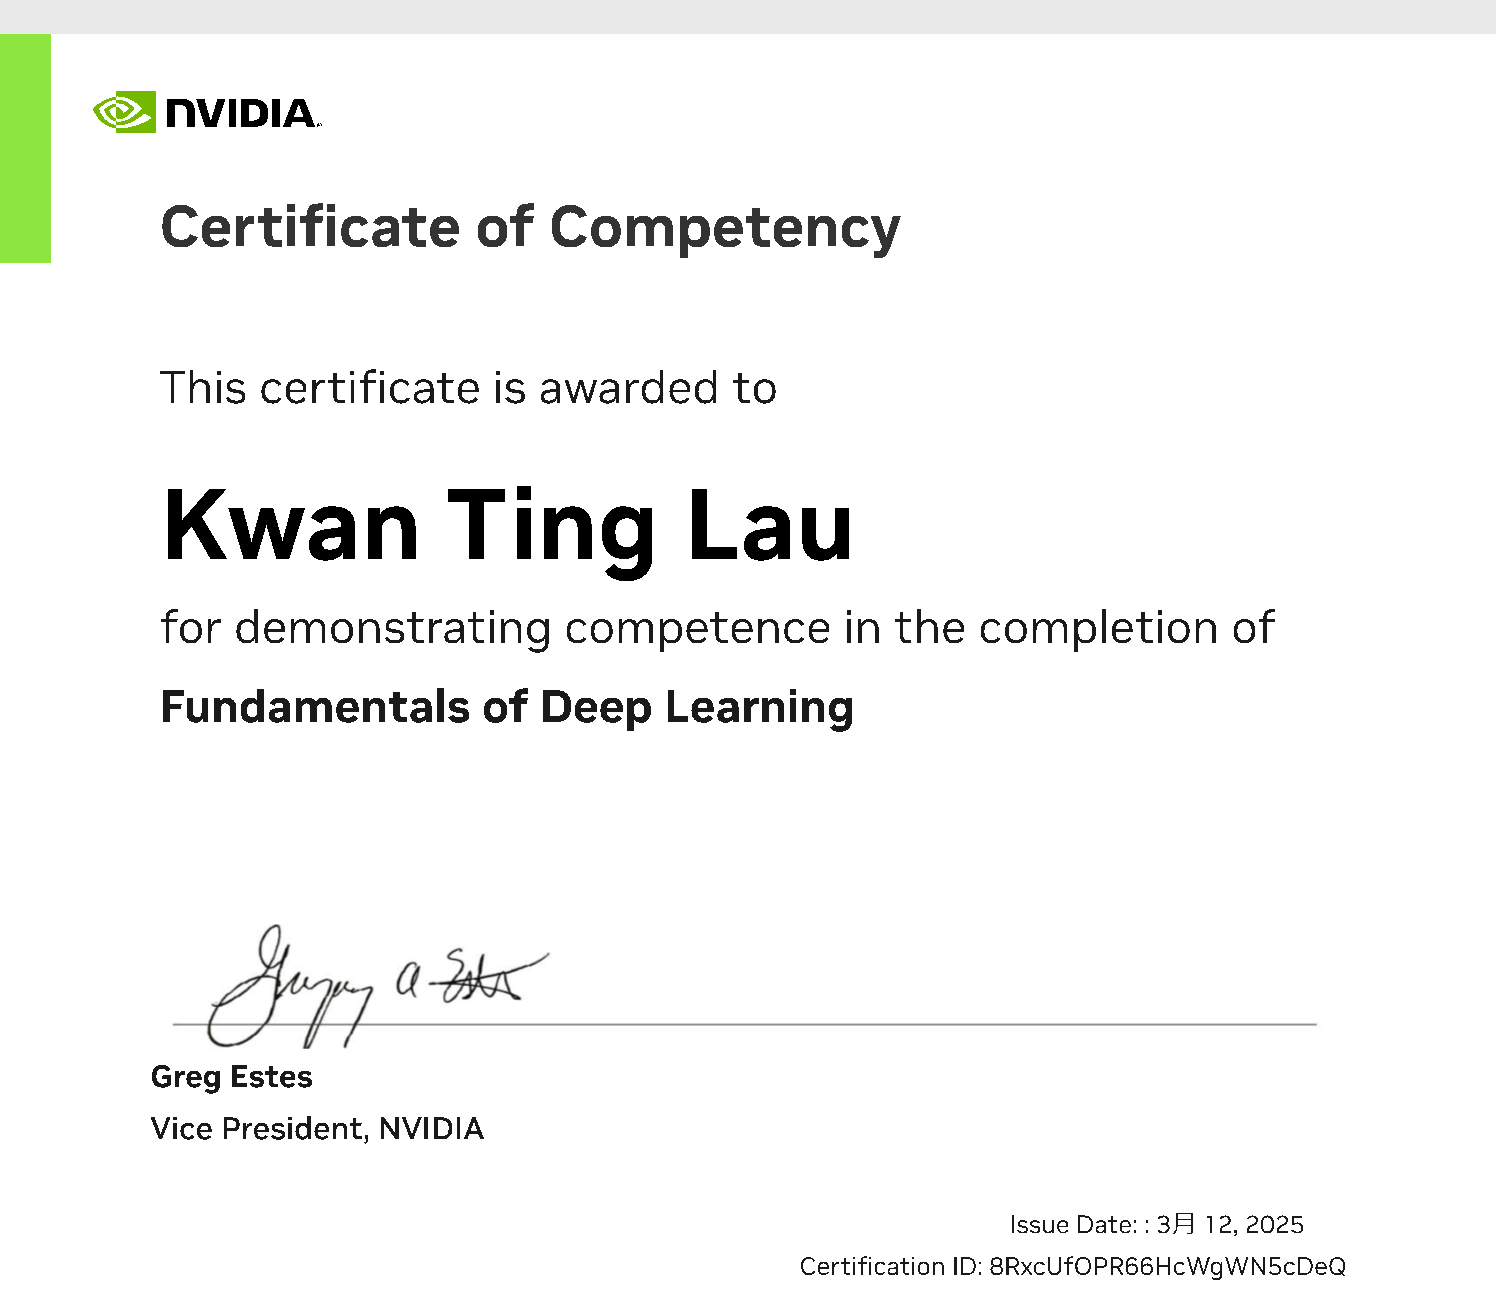 NVIDIA
Certificate of Competency
This certificate is awarded to
Kwan Ting Lau
for demonstrating competence in the completion of
Fundamentals of Deep Learning
Gregory A Estes
Greg Estes
Vice President, NVIDIA
Issue Date: : 3月 12, 2025
Certification ID: 8RxcUfOPR66HcWgWN5cDeQ